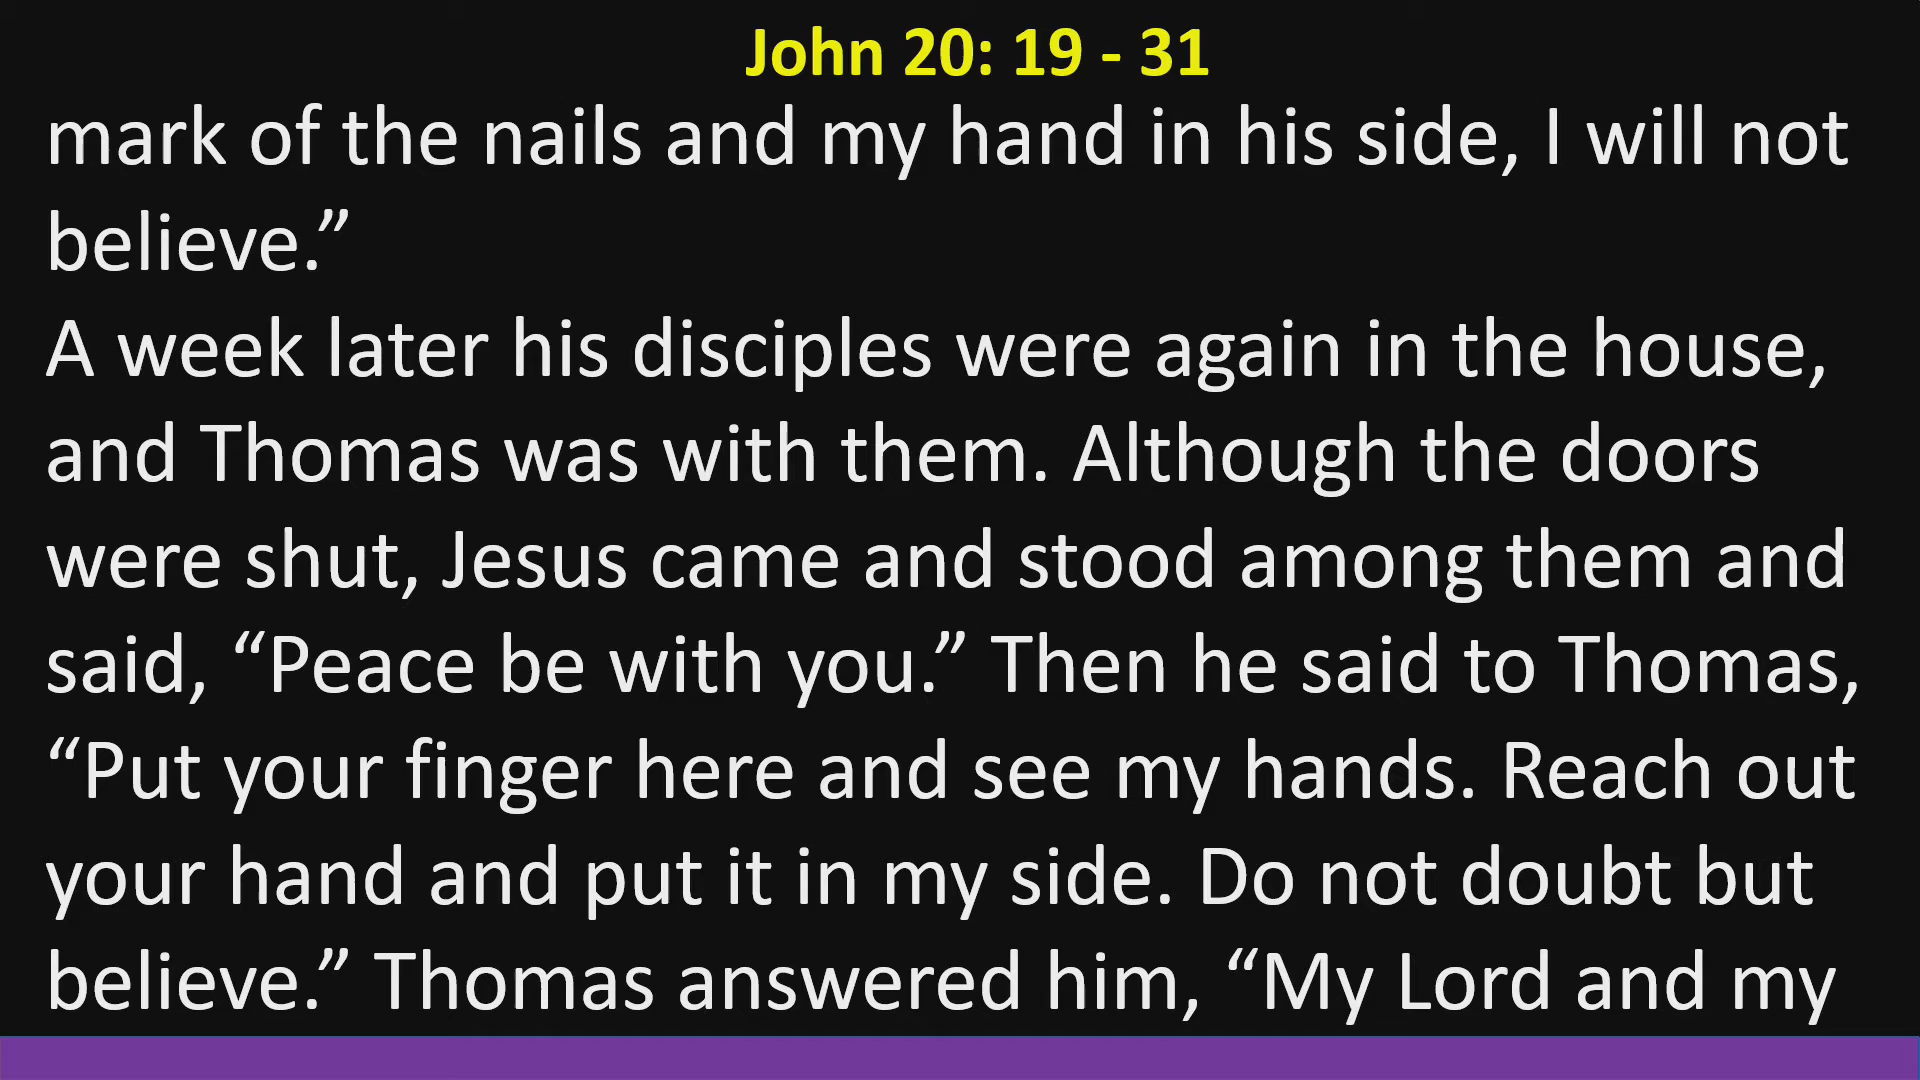 John 20: 19 - 31
mark of the nails and my hand in his side, I will not
believe.”
A week later his disciples were again in the house,
and Thomas was with them. Although the doors
were shut, Jesus came and stood among them and
said, “Peace be with you.” Then he said to Thomas,
“Put your finger here and see my hands. Reach out
your hand and put it in my side. Do not doubt but
believe.” Thomas answered him, “My Lord and my